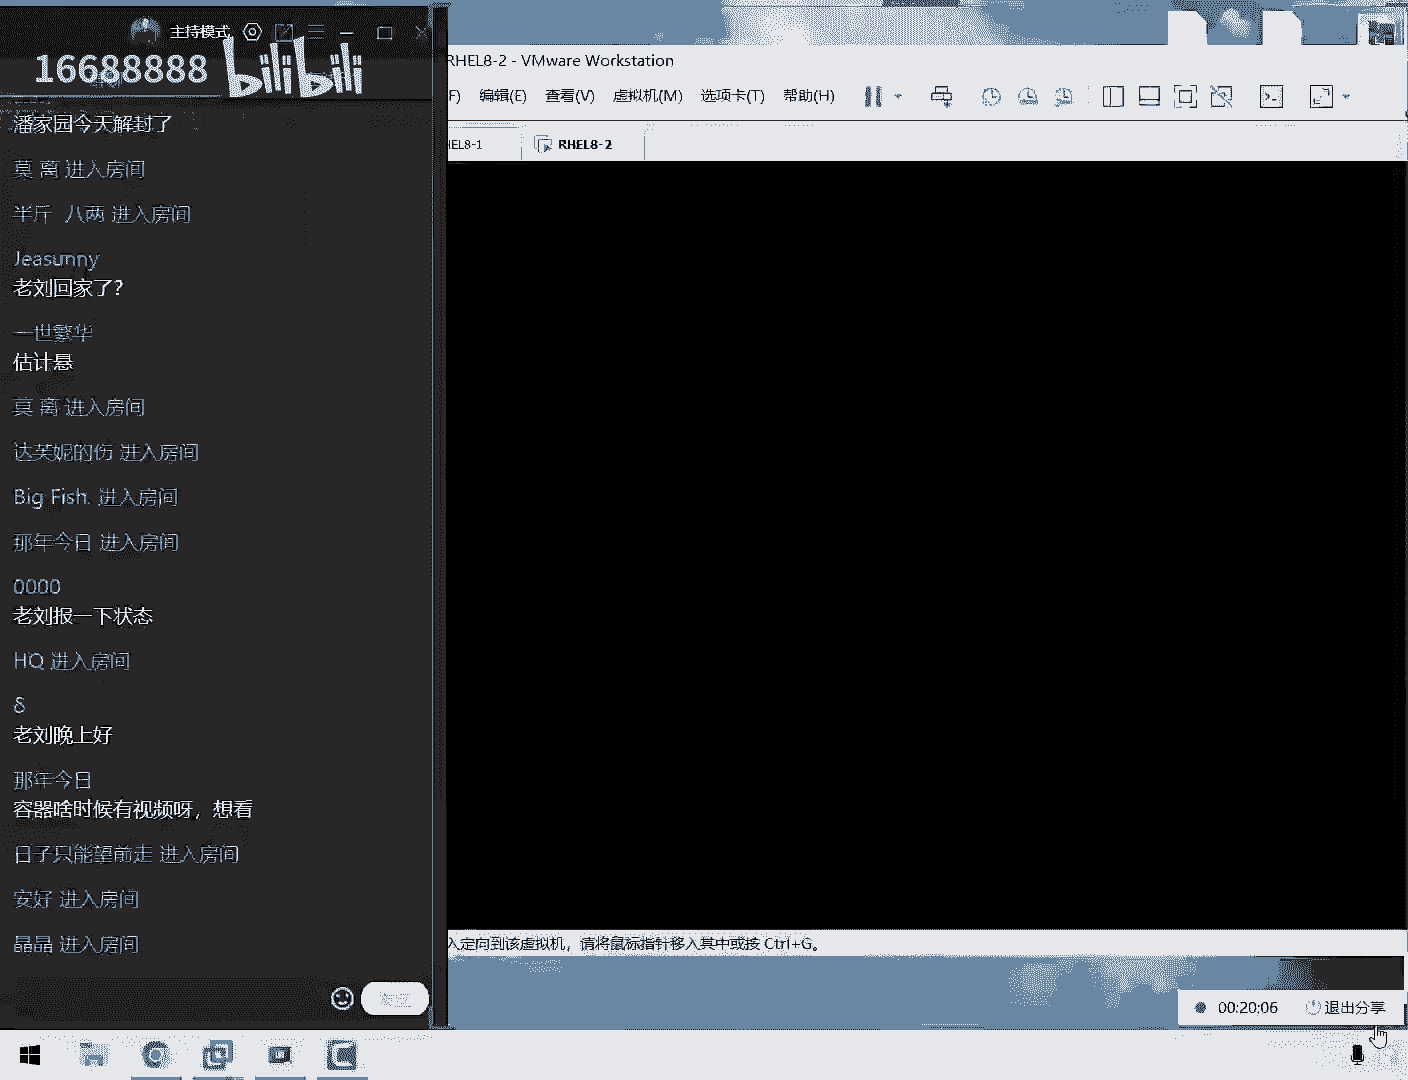 主持模式
16688888 bilibili
潘家园今天解封了
莫 离 进入房间
半斤 八两 进入房间
Jeasunny
老刘回家了?
一世繁华
估计悬
莫 离 进入房间
达芙妮的伤 进入房间
Big Fish. 进入房间
那年今日 进入房间
0000
老刘报一下状态
HQ 进入房间
δ
老刘晚上好
那年今日
容器啥时候有视频呀，想看
日子只能望前走 进入房间
安好 进入房间
晶晶 进入房间
RHEL8-2 - VMware Workstation
F) 编辑(E) 查看(V) 虚拟机(M) 选项卡(T) 帮助(H)
HEL8-1 RHEL8-2
入定向到该虚拟机，请将鼠标指针移入其中或按 Ctrl+G。
00:20:06 退出分享